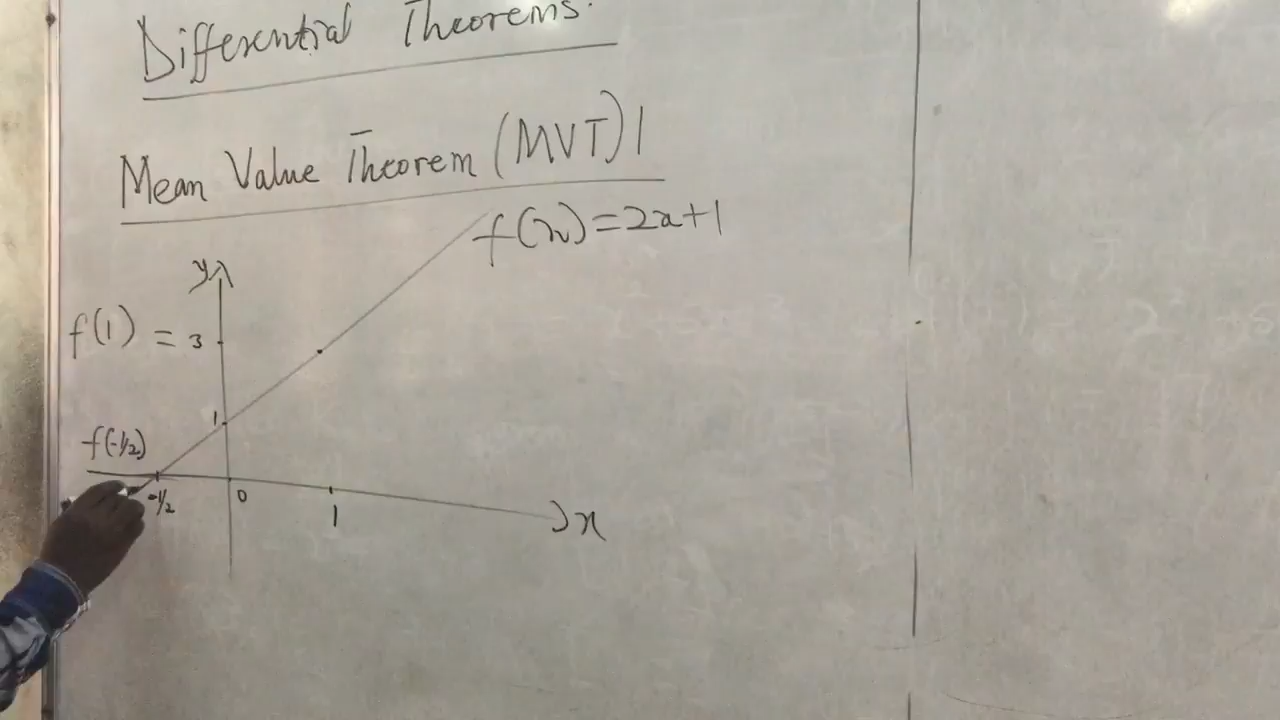 Differential Theorems.
Mean Value Theorem (MVT)
f(x)=2x+1
y
f(1) = 3
1
f(-1/2)
-1/2 0 1 x